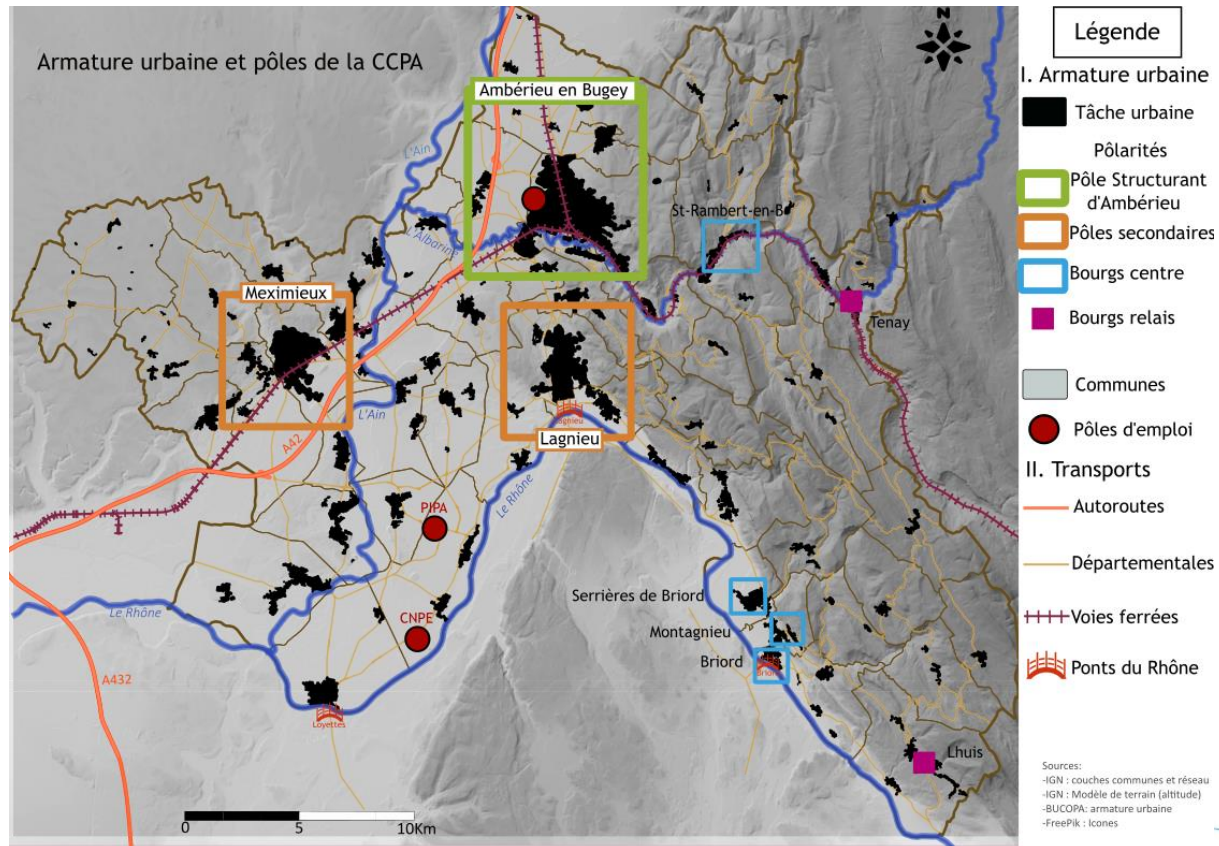 Armature urbaine et pôles de la CCPA
N
Ambérieu en Bugey
L'Ain
L'Albarine
St-Rambert-en-B
Tenay
Meximieux
L'Ain
A42
Lagnieu
Lagnieu
Le Rhône
PIPA
CNPE
Le Rhône
A432
Loyettes
Serrières de Briord
Montagnieu
Briord
Briord
Lhuis
0 5 10Km
Légende
I. Armature urbaine
Tâche urbaine
Pôlarités
Pôle Structurant
d'Ambérieu
Pôles secondaires
Bourgs centre
Bourgs relais
Communes
Pôles d'emploi
II. Transports
Autoroutes
Départementales
Voies ferrées
Ponts du Rhône
Sources:
-IGN : couches communes et réseau
-IGN : Modèle de terrain (altitude)
-BUCOPA: armature urbaine
-FreePik : Icones